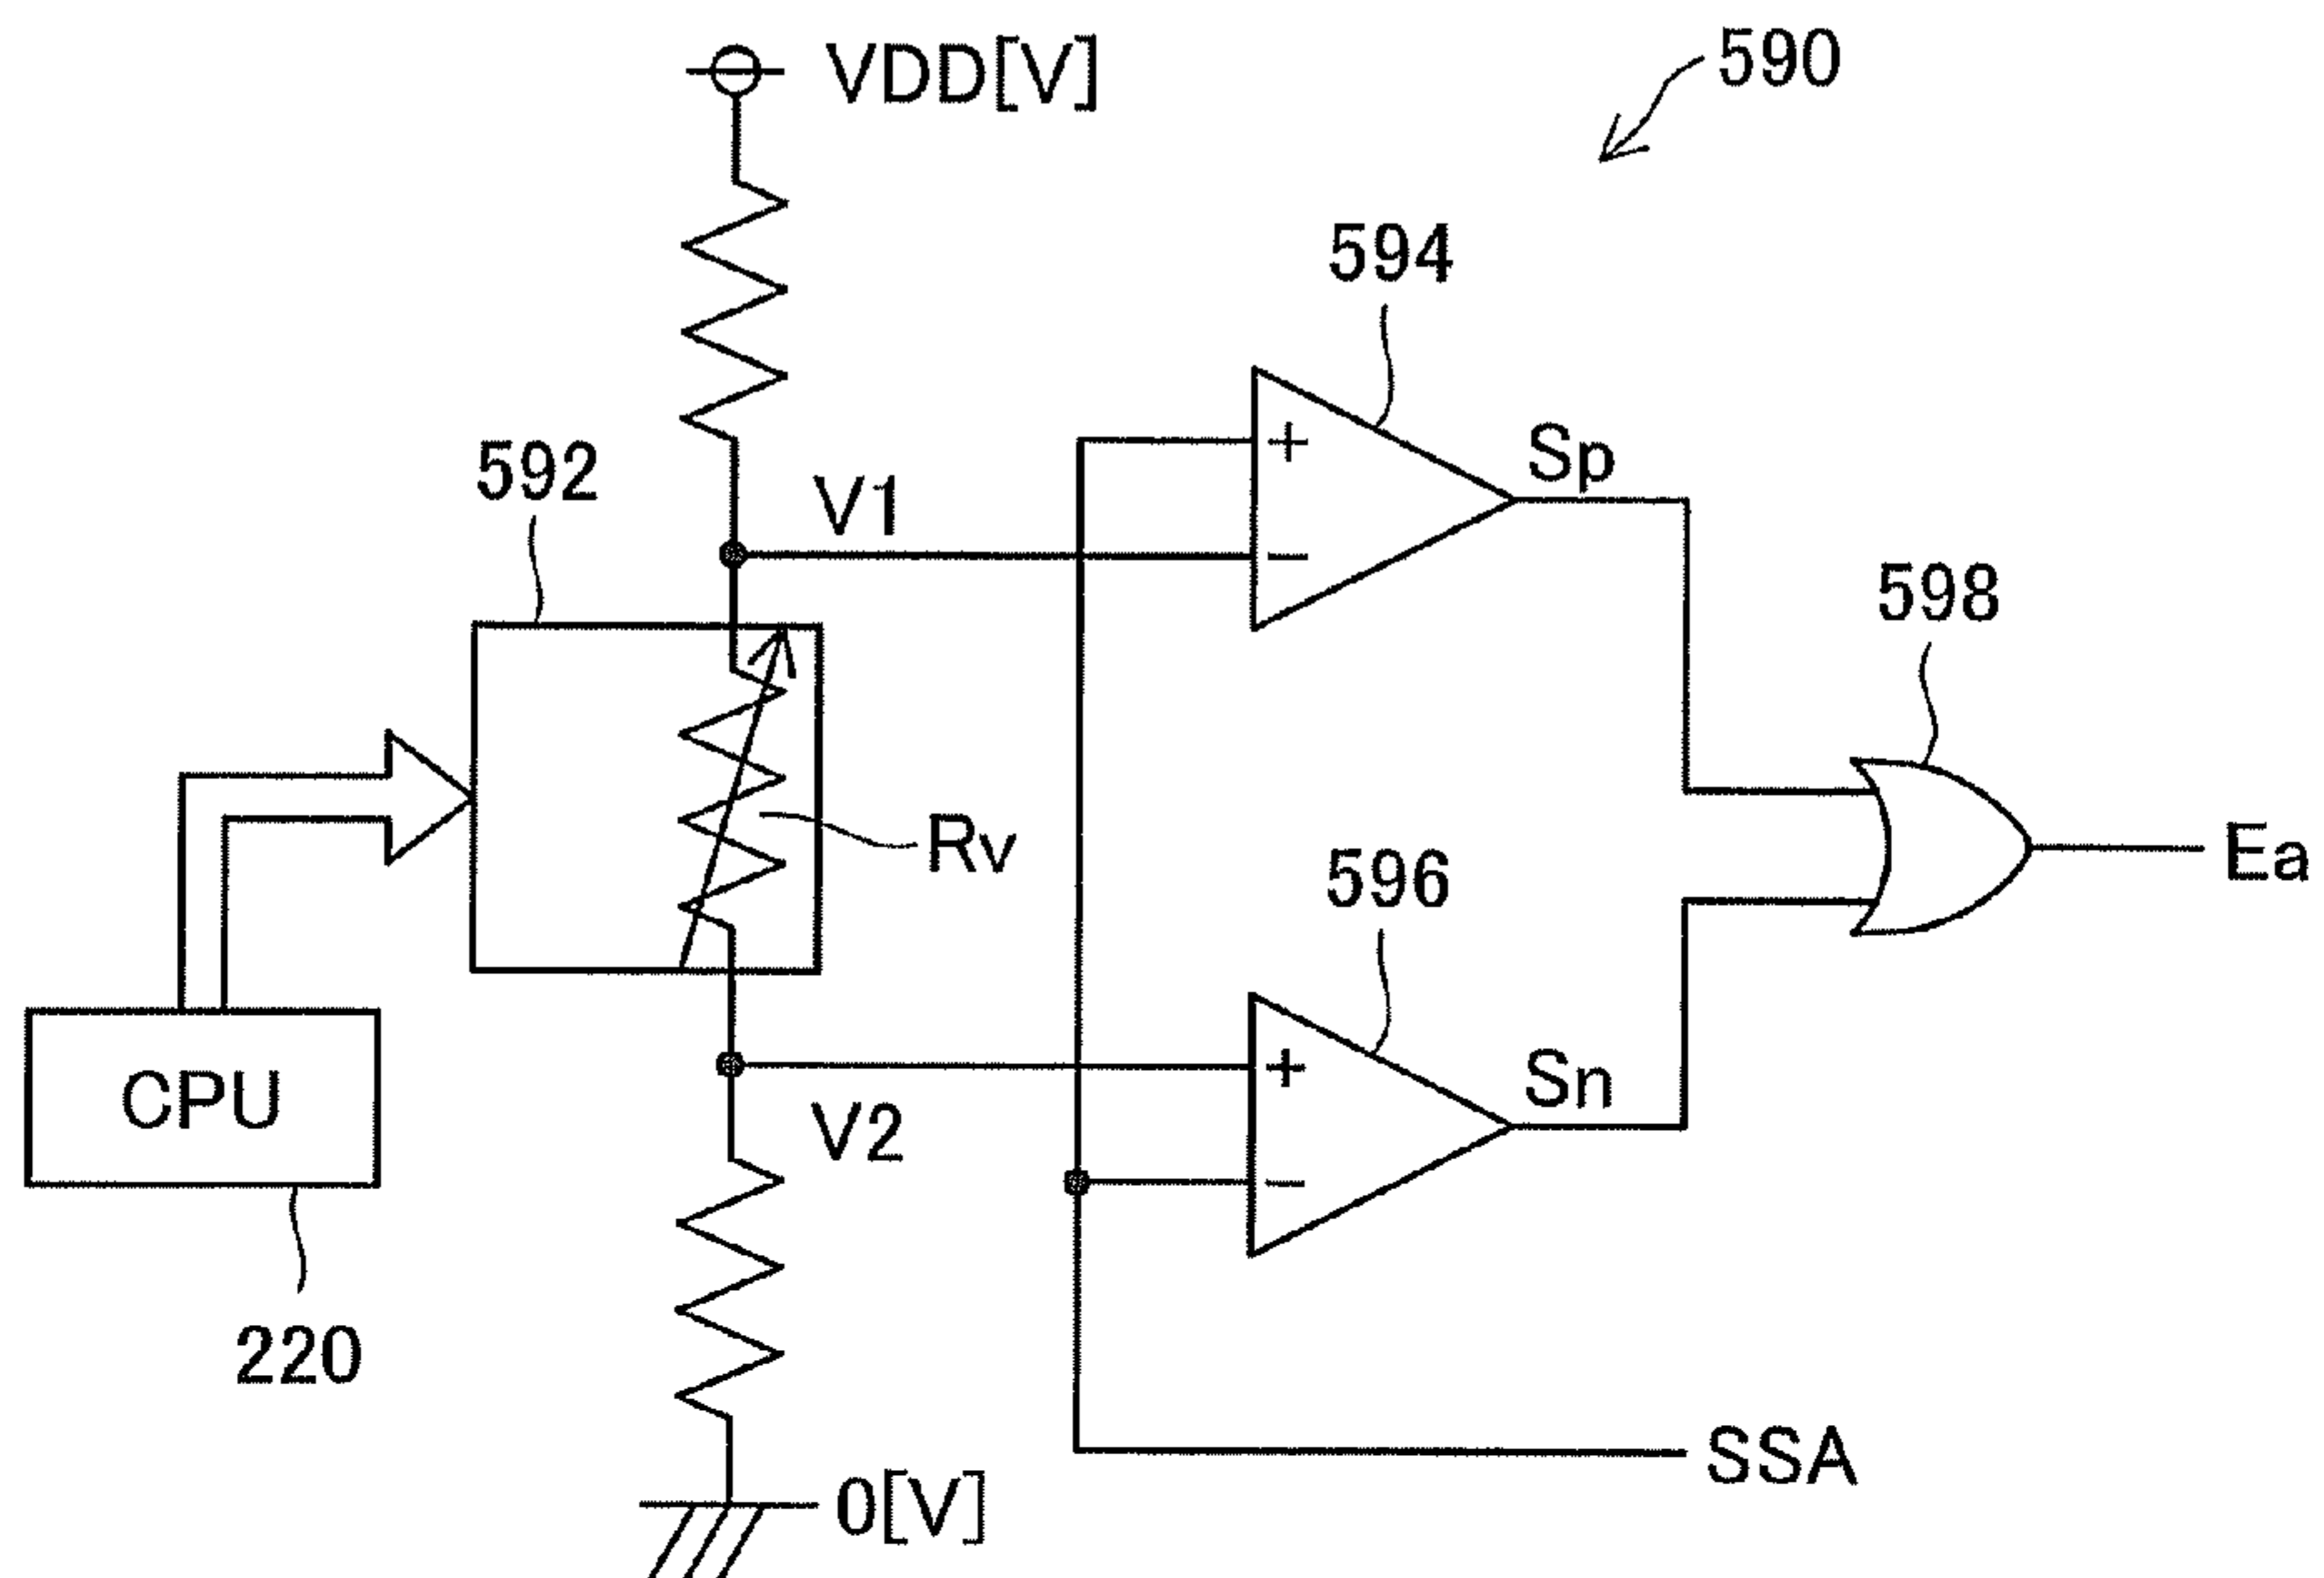 VDD[V]
590
594
Sp
592
V1
+
−
598
Rv
596
Ea
CPU
+
Sn
V2
−
220
SSA
0[V]